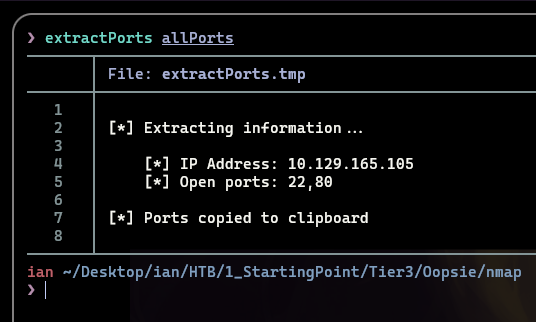 ❯ extractPorts allPorts
File: extractPorts.tmp
1
2 [*] Extracting information…
3
4 [*] IP Address: 10.129.165.105
5 [*] Open ports: 22,80
6
7 [*] Ports copied to clipboard
8
ian ~/Desktop/ian/HTB/1_StartingPoint/Tier3/Oopsie/nmap
❯